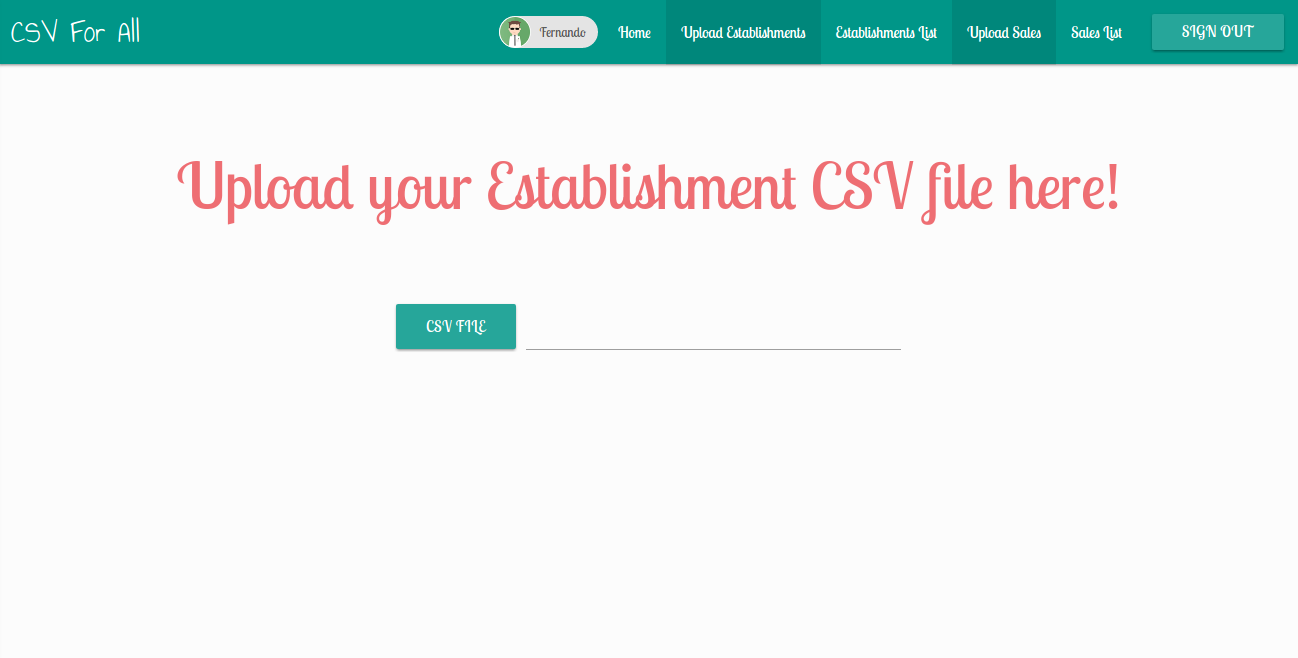 CSV For All
Fernando
Home
Upload Establishments
Establishments List
Upload Sales
Sales List
SIGN OUT
Upload your Establishment CSV file here!
CSV FILE